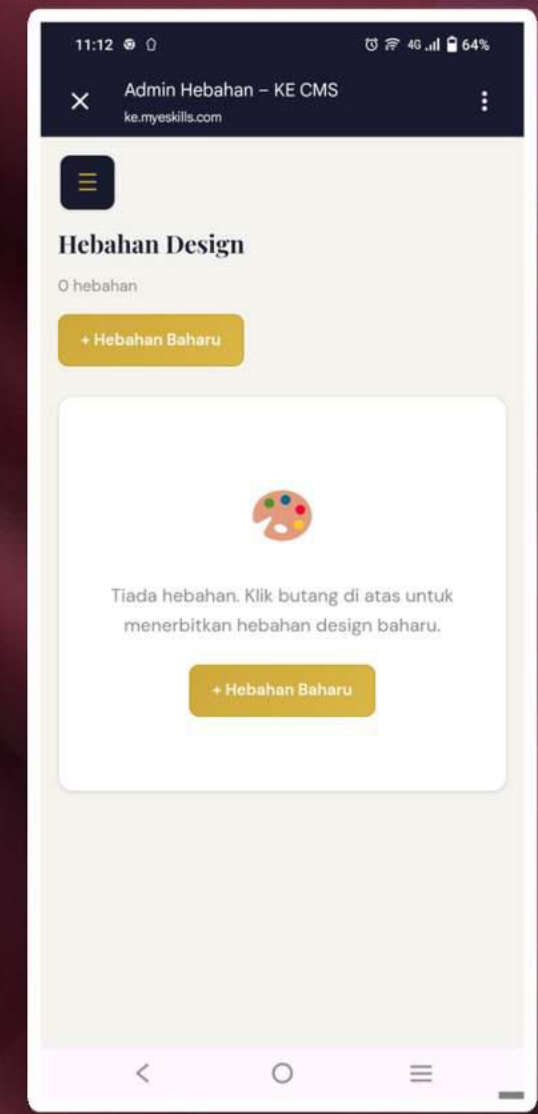 11:12 4G 64%
Admin Hebahan – KE CMS
ke.myeskills.com
Hebahan Design
0 hebahan
+ Hebahan Baharu
Tiada hebahan. Klik butang di atas untuk
menerbitkan hebahan design baharu.
+ Hebahan Baharu